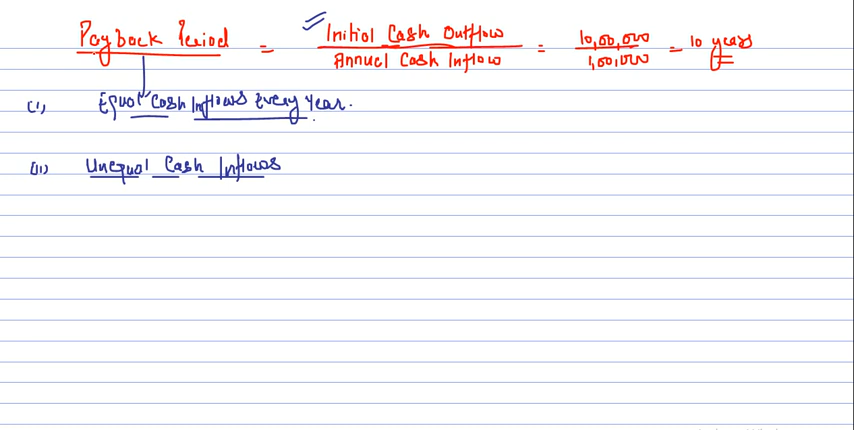 Payback Period = Initial Cash Outflow / Annual Cash Inflow = 10,00,000 / 1,00,000 = 10 years
(i) Equal Cash Inflows Every Year.
(ii) Unequal Cash Inflows